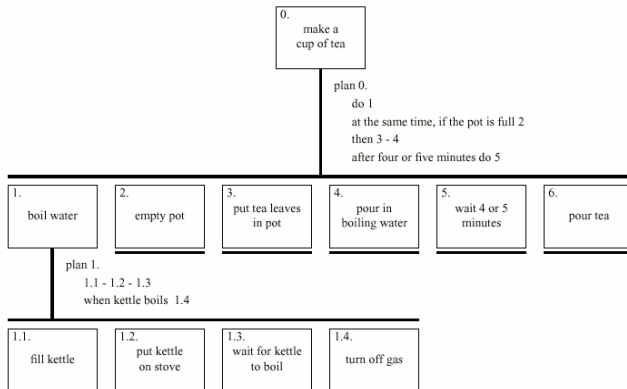 0.
make a
cup of tea
plan 0.
do 1
at the same time, if the pot is full 2
then 3 - 4
after four or five minutes do 5
1.
boil water
2.
empty pot
3.
put tea leaves
in pot
4.
pour in
boiling water
5.
wait 4 or 5
minutes
6.
pour tea
plan 1.
1.1 - 1.2 - 1.3
when kettle boils 1.4
1.1.
fill kettle
1.2.
put kettle
on stove
1.3.
wait for kettle
to boil
1.4.
turn off gas